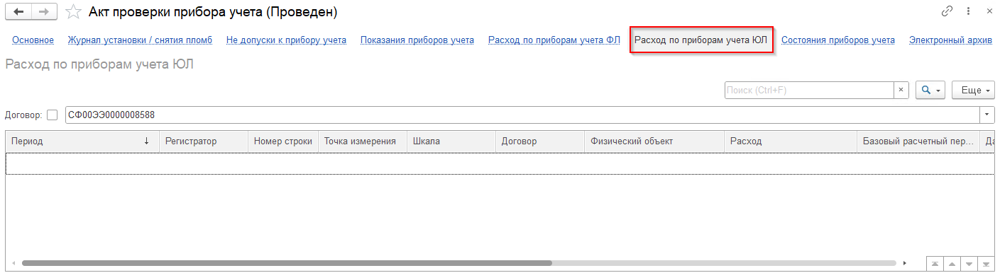 Акт проверки прибора учета (Проведен)
Основное Журнал установки / снятия пломб Не допуски к прибору учета Показания приборов учета Расход по приборам учета ФЛ Расход по приборам учета ЮЛ Состояния приборов учета Электронный архив
Расход по приборам учета ЮЛ
Поиск (Ctrl+F) Еще
Договор: СФ00ЭЭ0000008588
Период Регистратор Номер строки Точка измерения Шкала Договор Физический объект Расход Базовый расчетный пер... Да